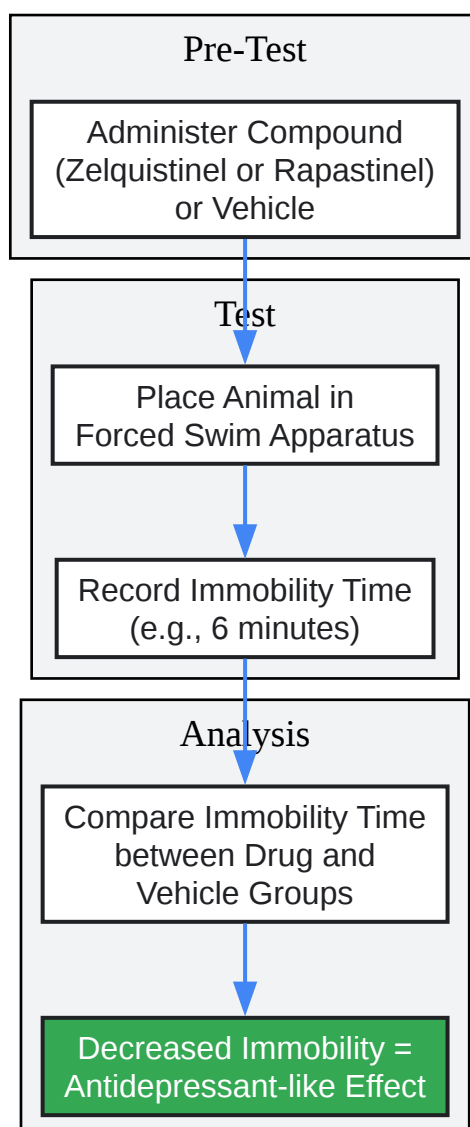 Pre-Test
Administer Compound
(Zelquistinel or Rapastinel)
or Vehicle
Test
Place Animal in
Forced Swim Apparatus
Record Immobility Time
(e.g., 6 minutes)
Analysis
Compare Immobility Time
between Drug and
Vehicle Groups
Decreased Immobility =
Antidepressant-like Effect